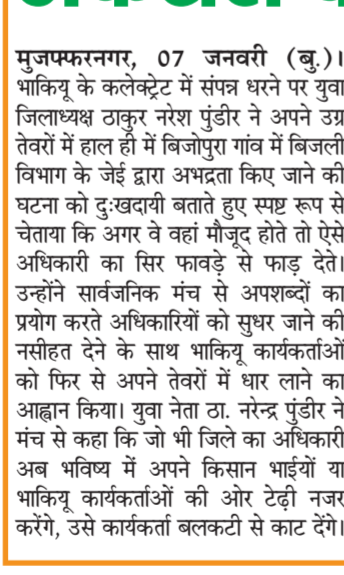 मुजफ्फरनगर, 07 जनवरी (बु.)।
भाकियू के कलेक्ट्रेट में संपन्न धरने पर युवा
जिलाध्यक्ष ठाकुर नरेश पुंडीर ने अपने उग्र
तेवरों में हाल ही में बिजोपुरा गांव में बिजली
विभाग के जेई द्वारा अभद्रता किए जाने की
घटना को दुःखदायी बताते हुए स्पष्ट रूप से
चेताया कि अगर वे वहां मौजूद होते तो ऐसे
अधिकारी का सिर फावड़े से फाड़ देते।
उन्होंने सार्वजनिक मंच से अपशब्दों का
प्रयोग करते अधिकारियों को सुधर जाने की
नसीहत देने के साथ भाकियू कार्यकर्ताओं
को फिर से अपने तेवरों में धार लाने का
आह्वान किया। युवा नेता ठा. नरेन्द्र पुंडीर ने
मंच से कहा कि जो भी जिले का अधिकारी
अब भविष्य में अपने किसान भाईयों या
भाकियू कार्यकर्ताओं की ओर टेढ़ी नजर
करेंगे, उसे कार्यकर्ता बलकटी से काट देंगे।